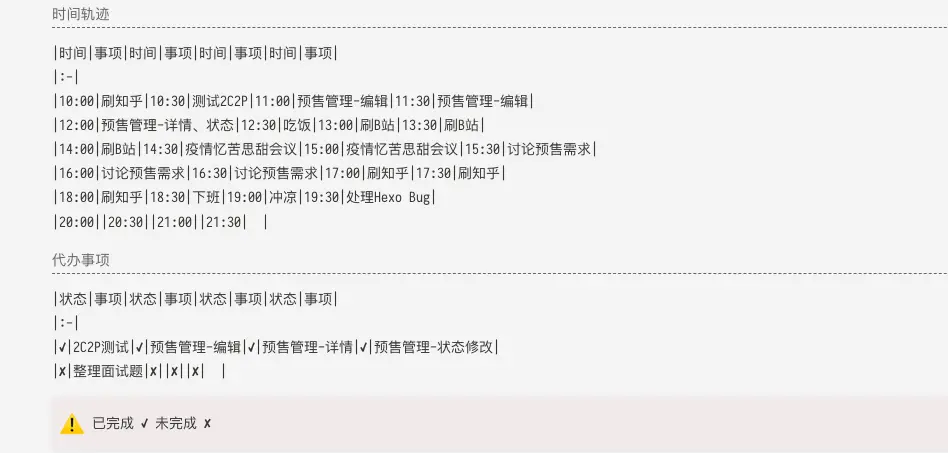 时间轨迹
|时间|事项|时间|事项|时间|事项|时间|事项|
|:-|
|10:00|刷知乎|10:30|测试2C2P|11:00|预售管理-编辑|11:30|预售管理-编辑|
|12:00|预售管理-详情、状态|12:30|吃饭|13:00|刷B站|13:30|刷B站|
|14:00|刷B站|14:30|疫情忆苦思甜会议|15:00|疫情忆苦思甜会议|15:30|讨论预售需求|
|16:00|讨论预售需求|16:30|讨论预售需求|17:00|刷知乎|17:30|刷知乎|
|18:00|刷知乎|18:30|下班|19:00|冲凉|19:30|处理Hexo Bug|
|20:00||20:30||21:00||21:30|  |
代办事项
|状态|事项|状态|事项|状态|事项|状态|事项|
|:-|
|✔|2C2P测试|✔|预售管理-编辑|✔|预售管理-详情|✔|预售管理-状态修改|
|✘|整理面试题|✘||✘||✘|  |
⚠️ 已完成 ✔ 未完成 ✘